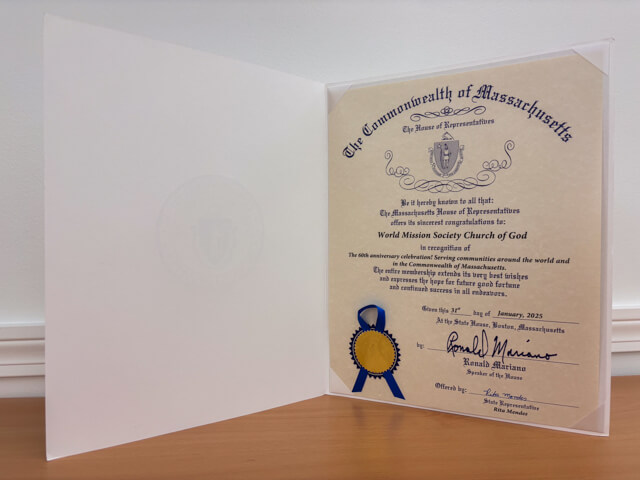 The Commonwealth of Massachusetts
The House of Representatives
Be it hereby known to all that:
The Massachusetts House of Representatives
offers its sincerest congratulations to:
World Mission Society Church of God
in recognition of
The 60th anniversary celebration! Serving communities around the world and
in the Commonwealth of Massachusetts.
The entire membership extends its very best wishes
and expresses the hope for future good fortune
and continued success in all endeavors.
Given this 31st day of January, 2025
At the State House, Boston, Massachusetts
by: Ronald Mariano
Ronald Mariano
Speaker of the House
Offered by: Rita Mendes
State Representative
Rita Mendes